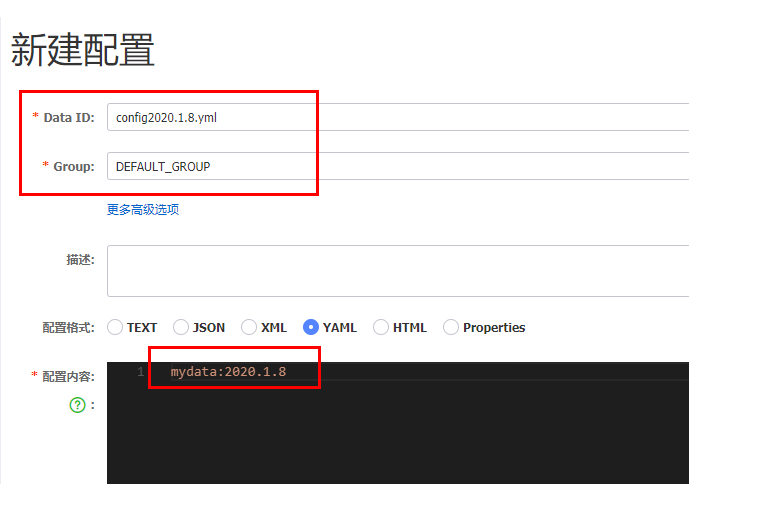 新建配置
* Data ID: config2020.1.8.yml
* Group: DEFAULT_GROUP
更多高级选项
描述:
配置格式: TEXT JSON XML YAML HTML Properties
* 配置内容: 1 mydata:2020.1.8
? :